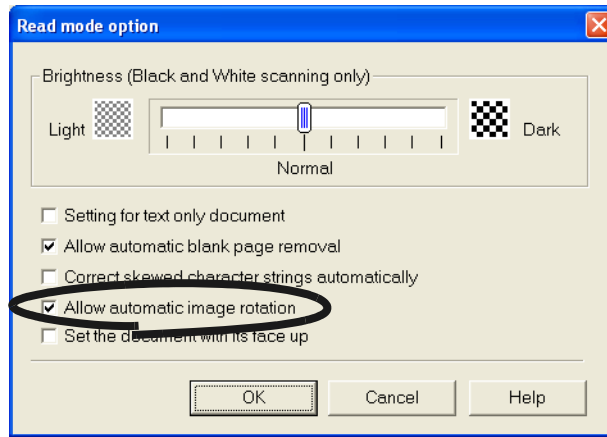 Read mode option
Brightness (Black and White scanning only)
Light
Dark
Normal
Setting for text only document
Allow automatic blank page removal
Correct skewed character strings automatically
Allow automatic image rotation
Set the document with its face up
OK Cancel Help